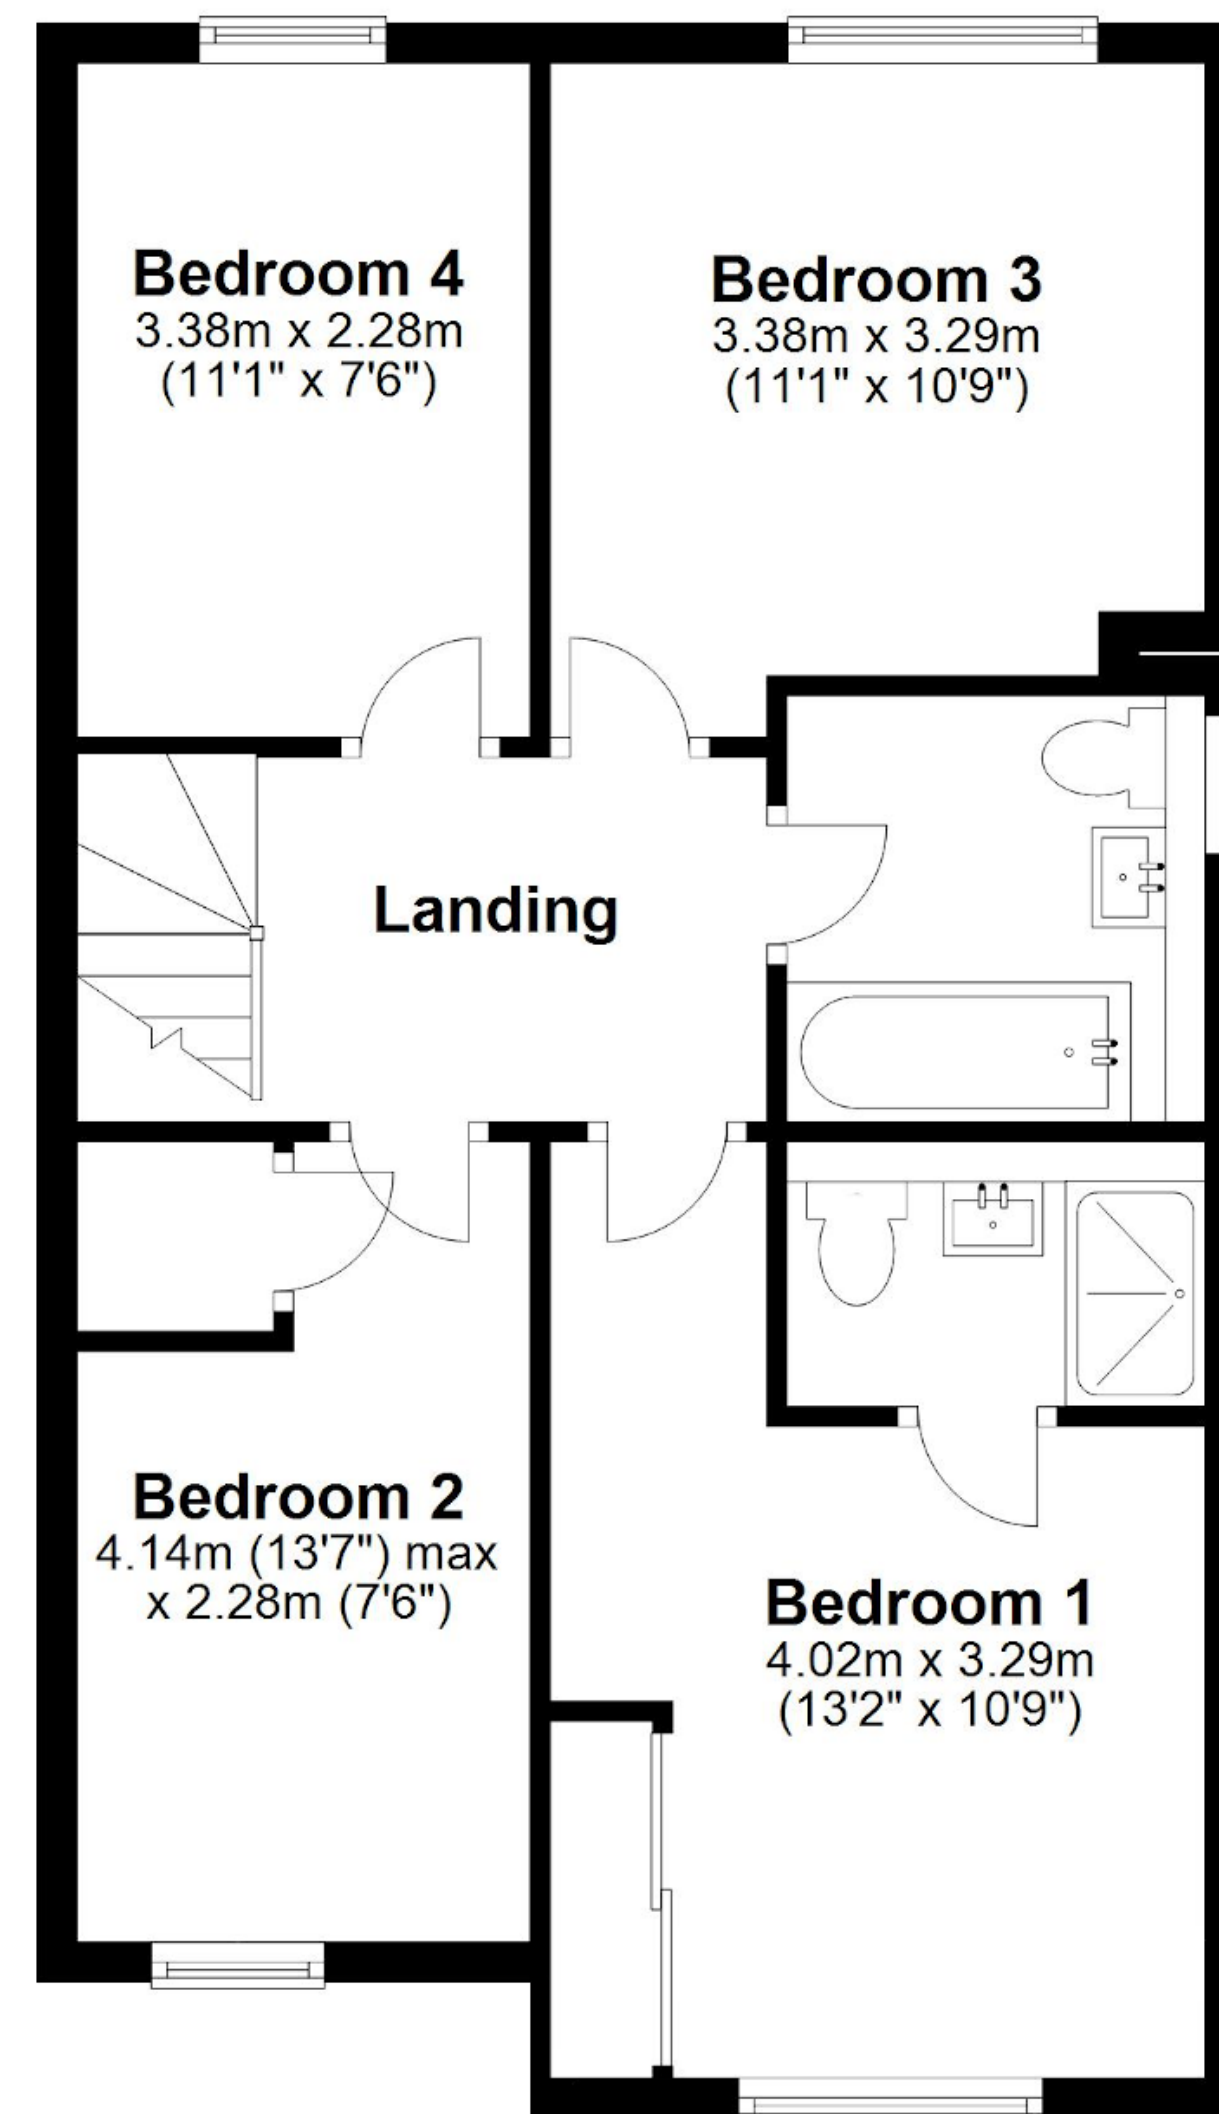 Bedroom 4
3.38m x 2.28m
(11'1" x 7'6")
Bedroom 3
3.38m x 3.29m
(11'1" x 10'9")
Landing
Bedroom 2
4.14m (13'7") max
x 2.28m (7'6")
Bedroom 1
4.02m x 3.29m
(13'2" x 10'9")